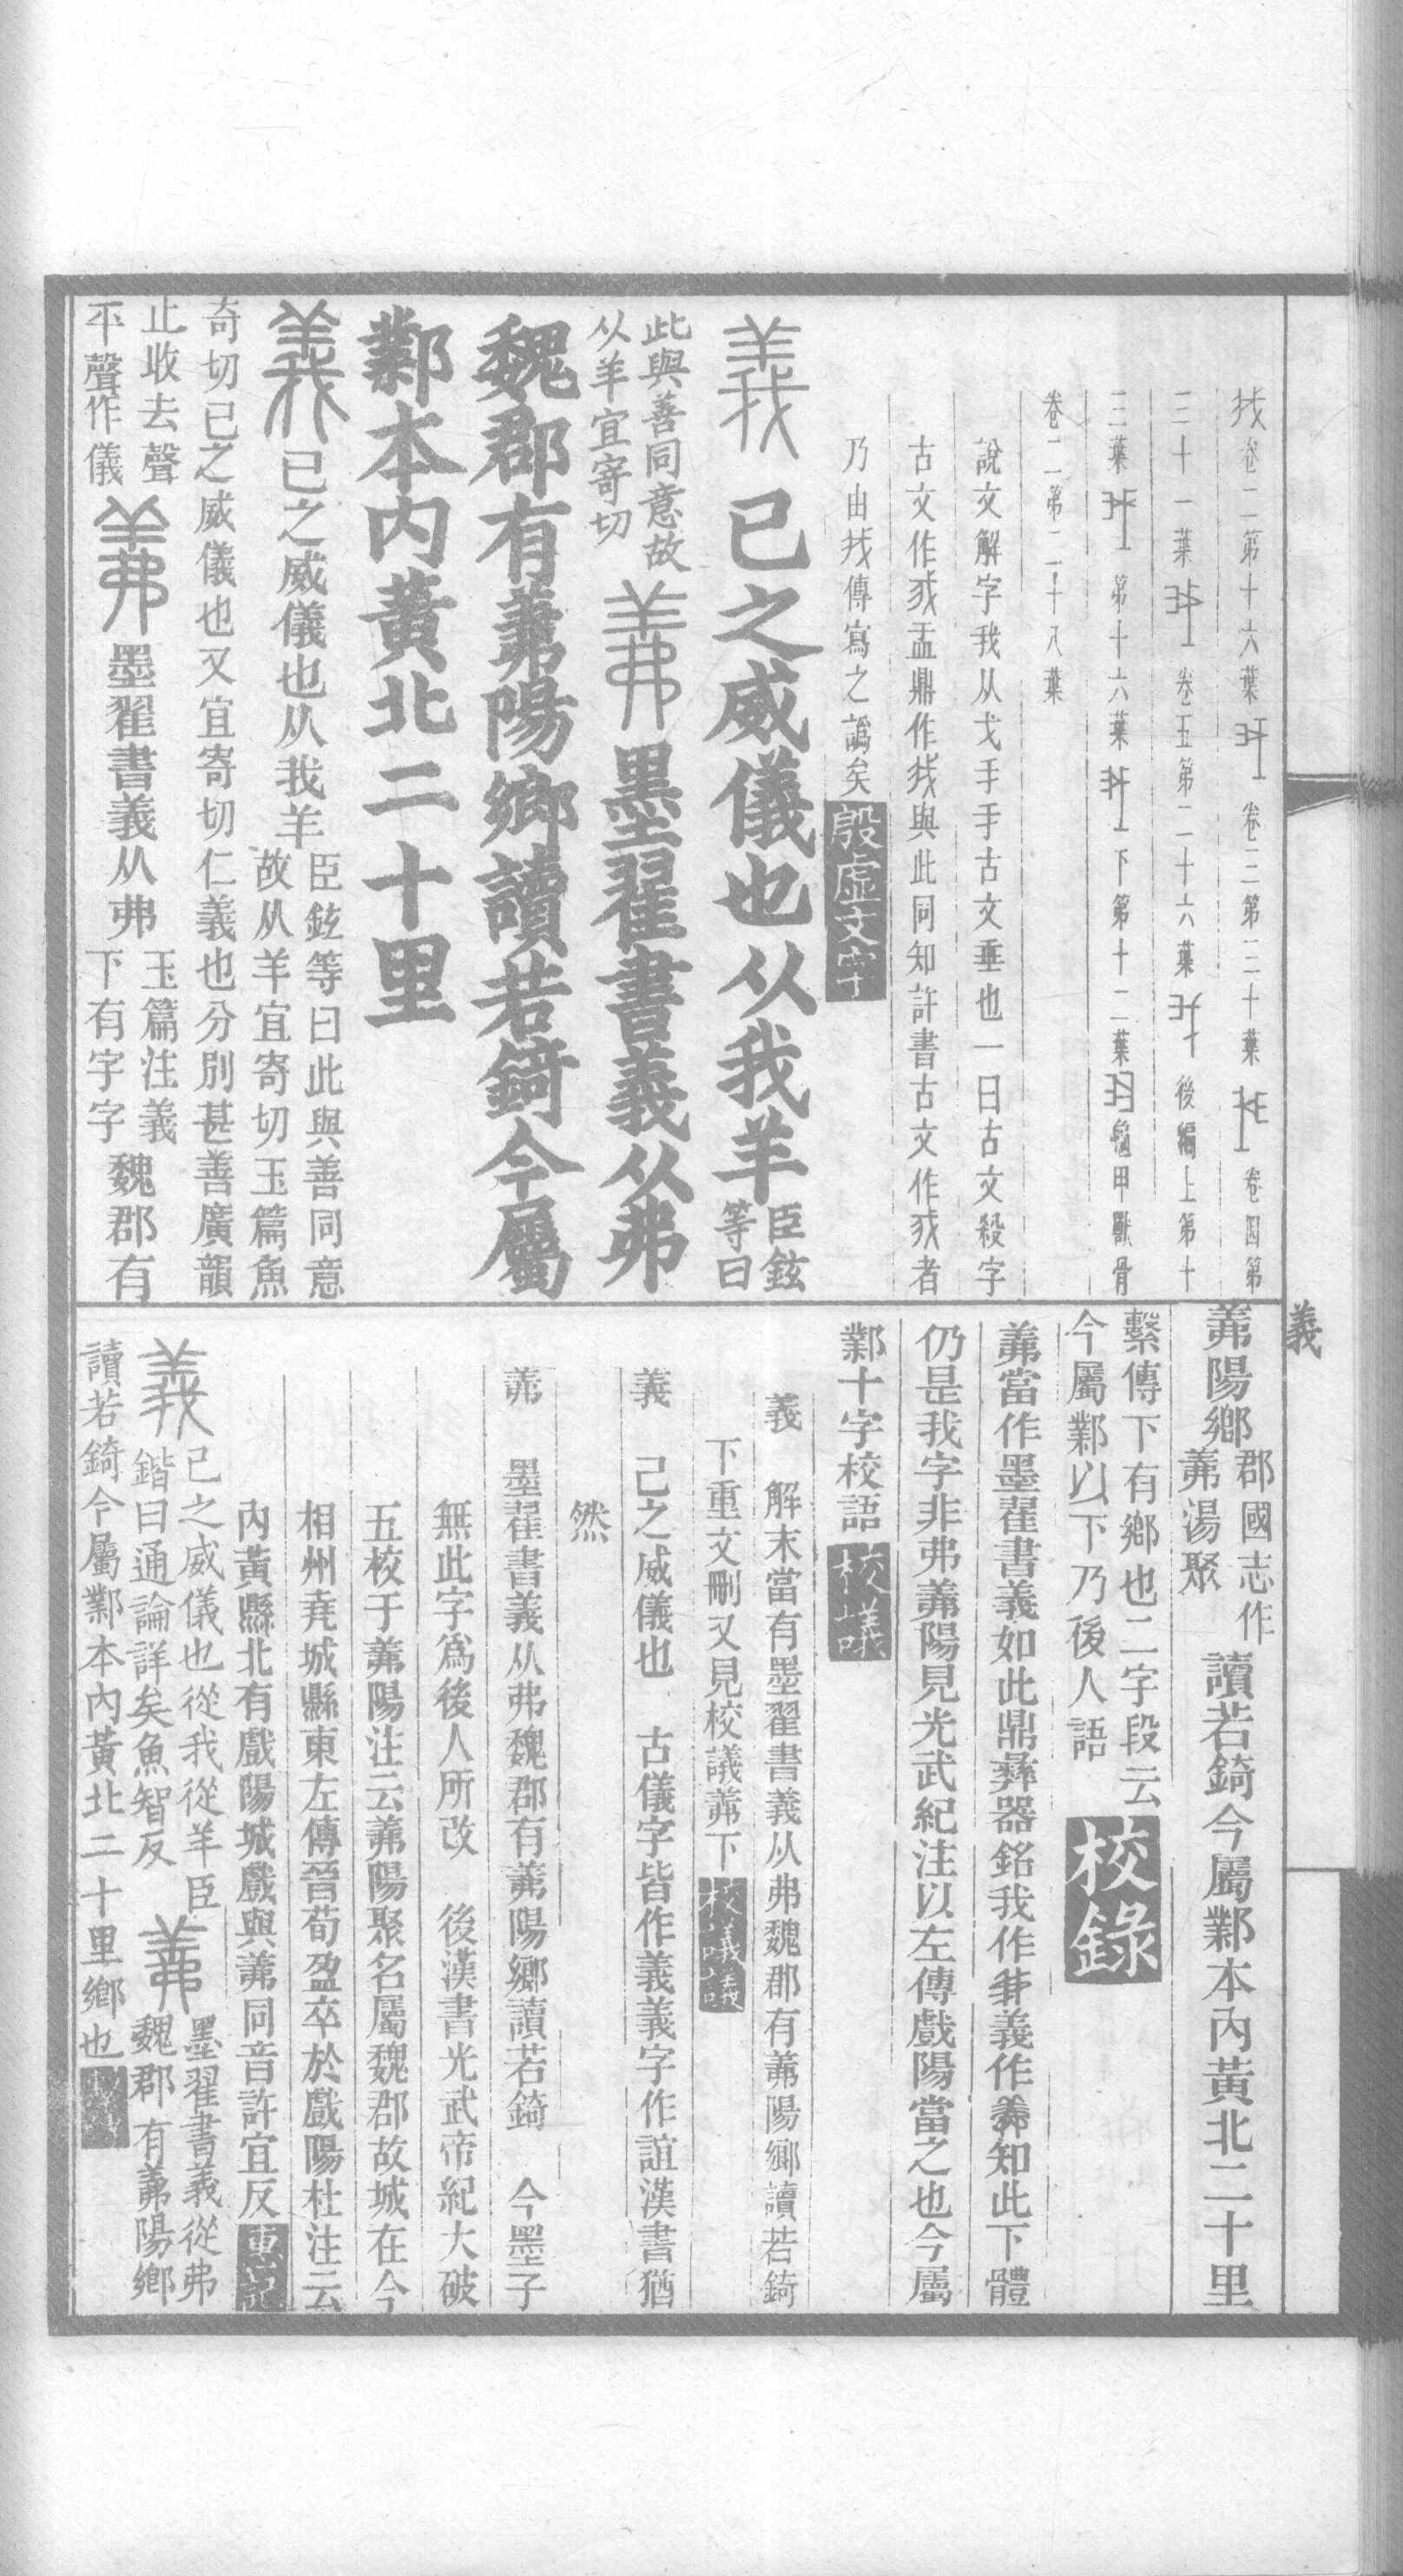 卷二第十六葉 卷三第三十葉 卷四第
三十一葉 卷五第二十六葉 後編上第十
三葉 第十六葉 下第十二葉 龜甲獸骨
卷二第二十八葉
說文解字我从戈手手古文垂也一曰古文殺字
古文作𢦠盂鼎作 與此同知許書古文作𢦠者
乃由 傳寫之譌矣 殷虛文字
義 己之威儀也从我羊 臣鉉
等曰
此與善同意故
从羊宜寄切 羛 墨翟書義从弗
魏郡有羛陽鄉讀若錡今屬
鄴本內黃北二十里
義 己之威儀也从我羊 臣鉉等曰此與善同意
故从羊宜寄切玉篇魚
奇切己之威儀也又宜寄切仁義也分別甚善廣韻
止收去聲
平聲作儀 羛 墨翟書義从弗 玉篇注義
下有字字 魏郡有
義
羛陽鄉 郡國志作
羛湯聚 讀若錡今屬鄴本內黃北二十里
繫傳下有鄉也二字段云
今屬鄴以下乃後人語 校錄
羛當作墨翟書義如此鼎彝器銘我作 義作 知此下體
仍是我字非弗羛陽見光武紀注以左傳戲陽當之也今屬
鄴十字校語 校議
義 解末當有墨翟書義从弗魏郡有羛陽鄉讀若錡
下重文刪又見校議羛下 校議議
義 己之威儀也 古儀字皆作義義字作誼漢書猶
然
羛 墨翟書義从弗魏郡有羛陽鄉讀若錡 今墨子
無此字爲後人所改 後漢書光武帝紀大破
五校于羛陽注云羛陽聚名屬魏郡故城在今
相州堯城縣東左傳晉荀盈卒於戲陽杜注云
內黃縣北有戲陽城戲與羛同音許宜反
義 己之威儀也從我從羊臣
鍇曰通論詳矣魚智反 羛 墨翟書義從弗
魏郡有羛陽鄉
讀若錡今屬鄴本內黃北二十里鄉也